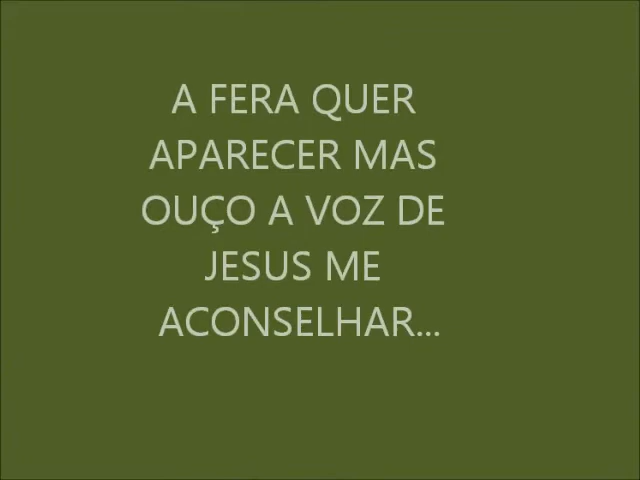 A FERA QUER
APARECER MAS
OUÇO A VOZ DE
JESUS ME
ACONSELHAR...